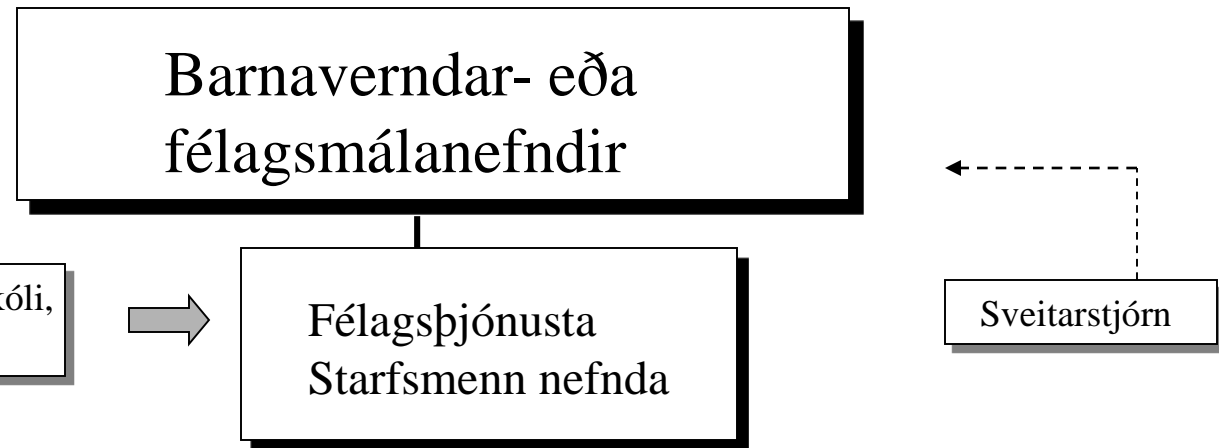 Barnaverndar- eða
félagsmálanefndir
Félagsþjónusta
Starfsmenn nefnda
Sveitarstjórn